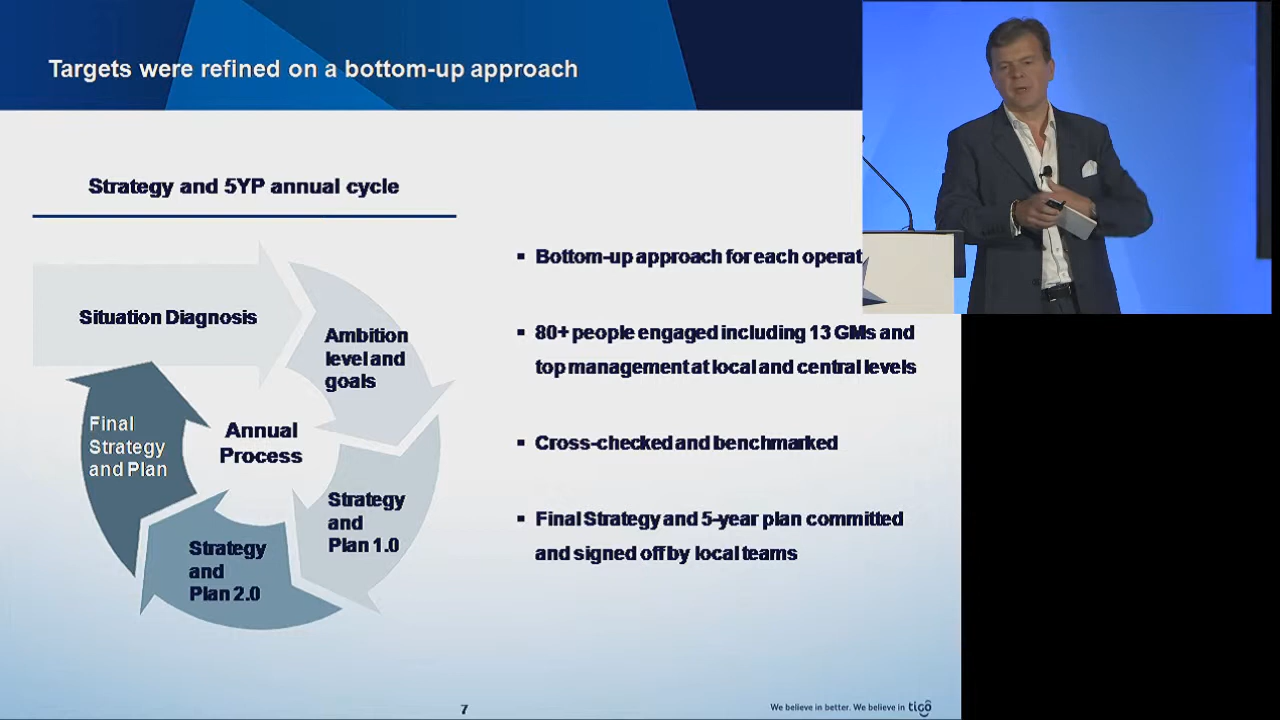 Targets were refined on a bottom-up approach
Strategy and 5YP annual cycle
Situation Diagnosis
Ambition
level and
goals
Strategy
and
Plan 1.0
Strategy
and
Plan 2.0
Final
Strategy
and Plan
Annual
Process
▪ Bottom-up approach for each operat
▪ 80+ people engaged including 13 GMs and
top management at local and central levels
▪ Cross-checked and benchmarked
▪ Final Strategy and 5-year plan committed
and signed off by local teams
7
We believe in better. We believe in tigo